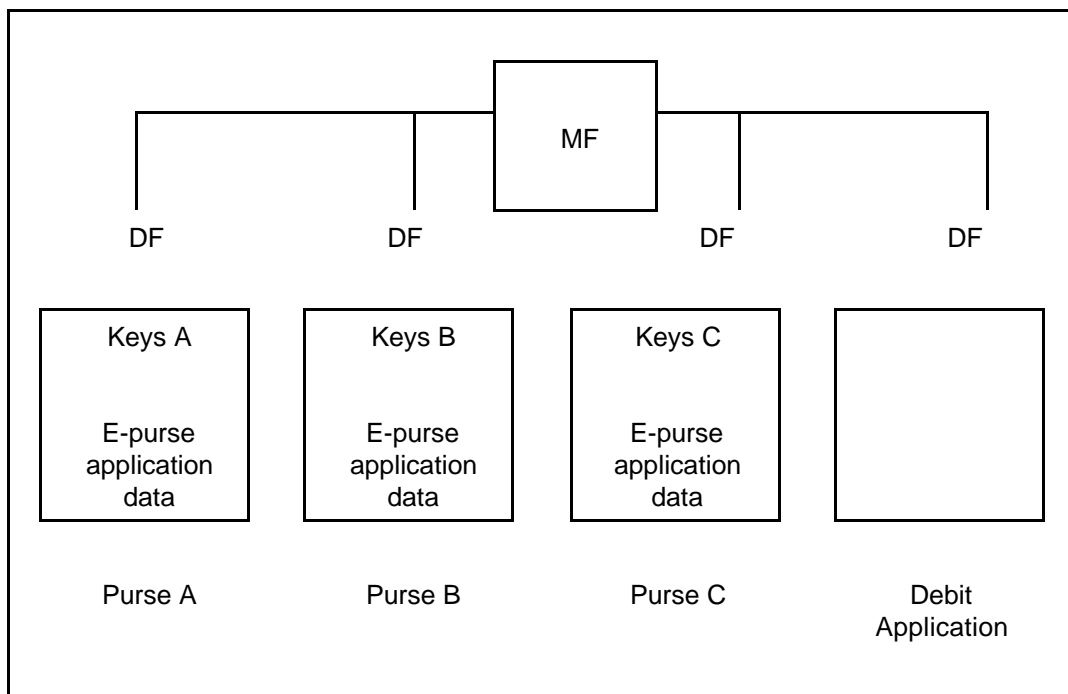 MF
DF
DF
DF
DF
Keys A
E-purse
application
data
Keys B
E-purse
application
data
Keys C
E-purse
application
data
Purse A
Purse B
Purse C
Debit
Application